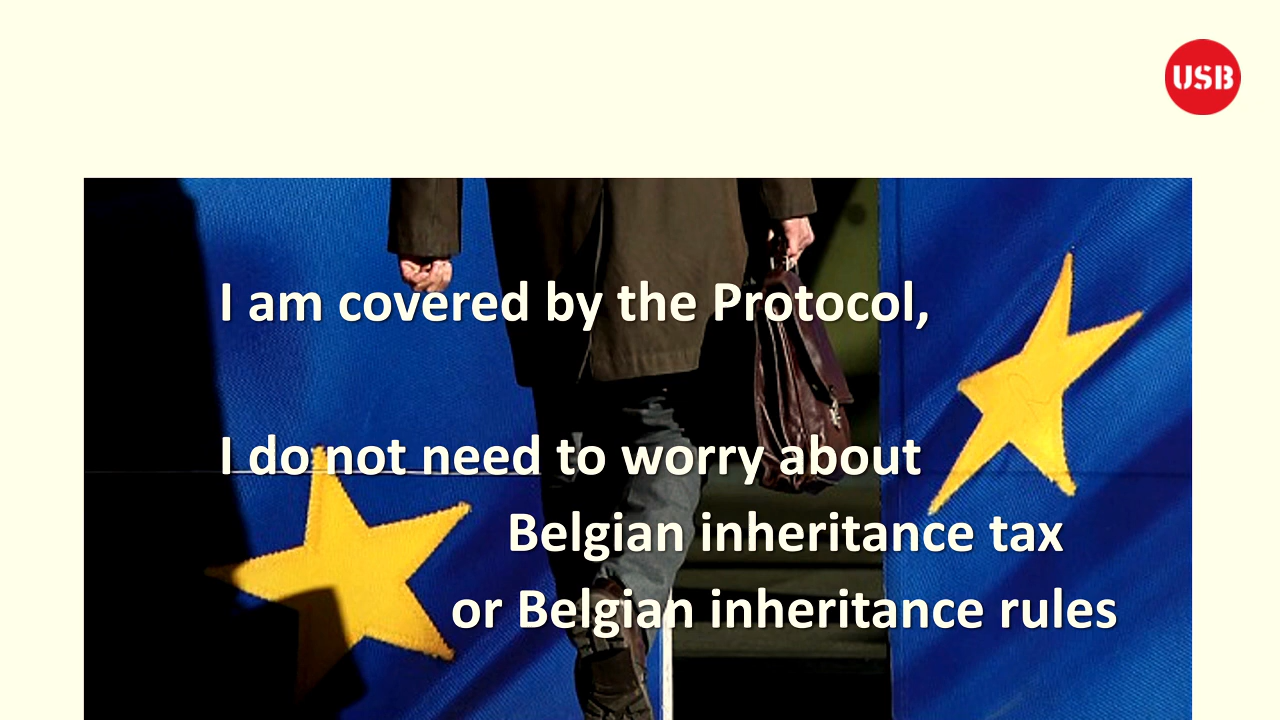 USB
I am covered by the Protocol,
I do not need to worry about
Belgian inheritance tax
or Belgian inheritance rules